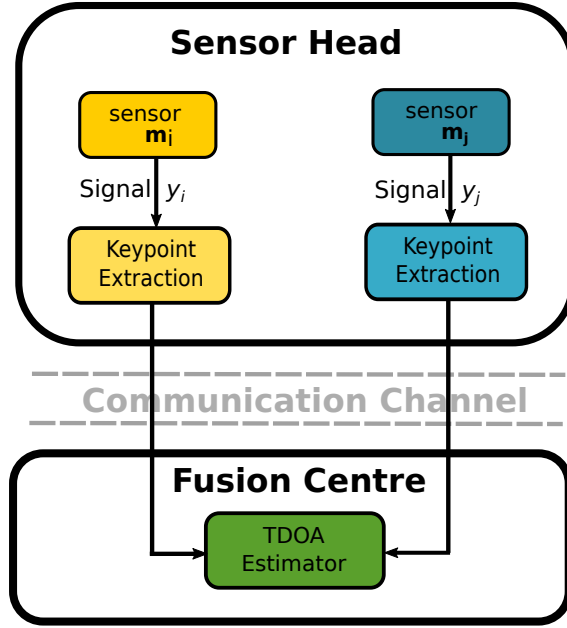 Sensor Head
sensor
m_i
sensor
m_j
Signal y_i
Signal y_j
Keypoint
Extraction
Keypoint
Extraction
Communication Channel
Fusion Centre
TDOA
Estimator